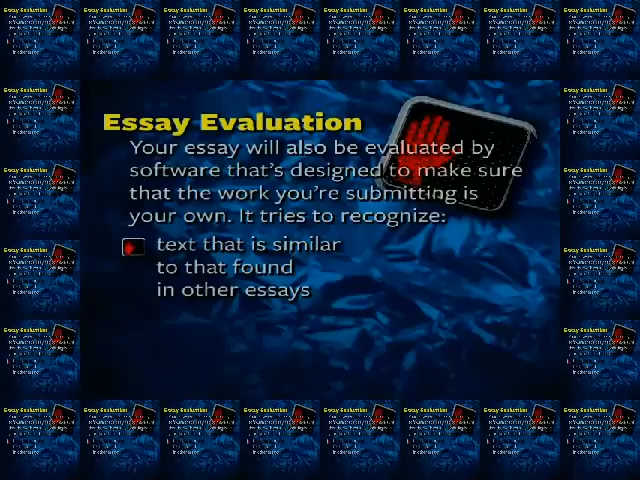 Essay Evaluation
Your essay will also be evaluated by
software that's designed to make sure
that the work you're submitting is
your own. It tries to recognize:
text that is similar
to that found
in other essays